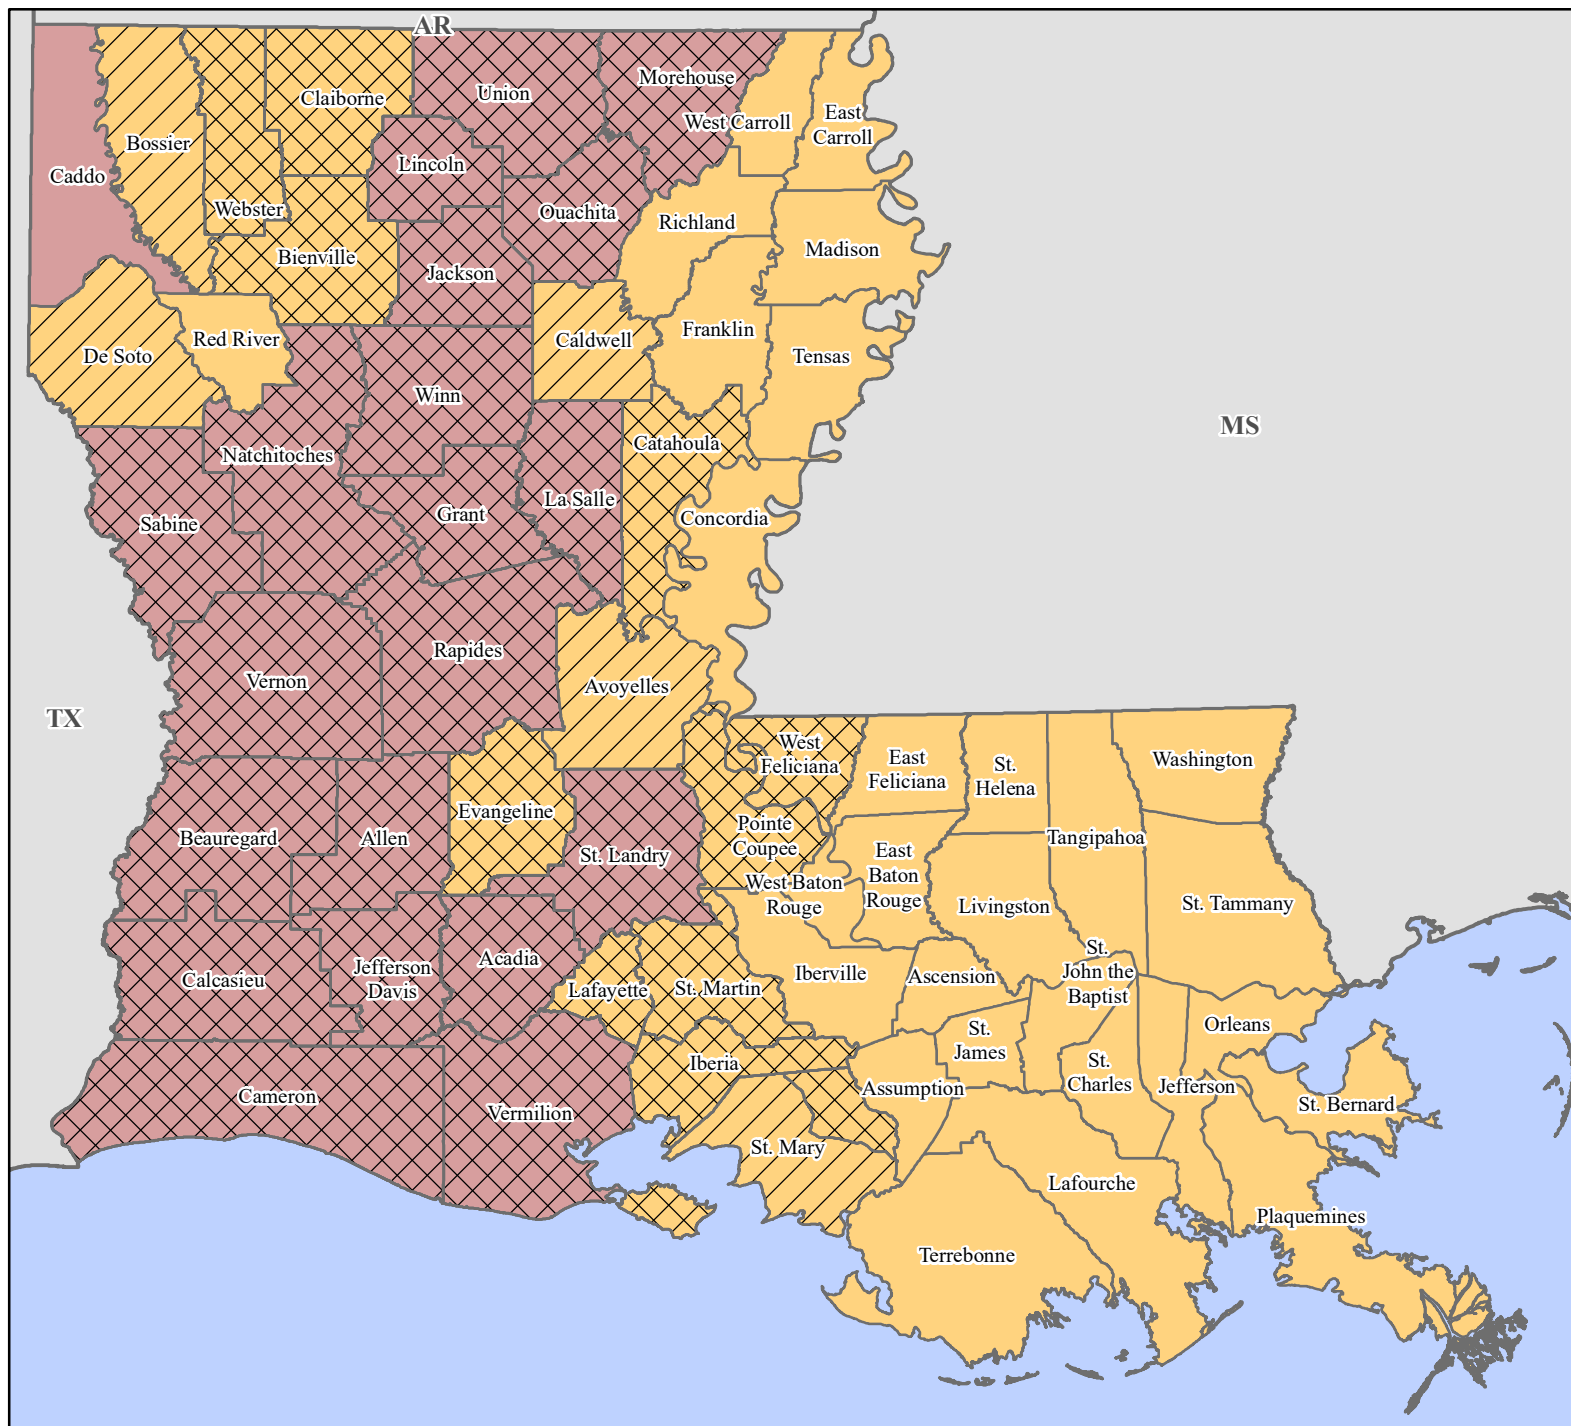 AR
Morehouse
Union
Claiborne
West Carroll
East
Carroll
Bossier
Lincoln
Caddo
Webster
Ouachita
Richland
Madison
Bienville
Jackson
Red River
Caldwell
Franklin
De Soto
Tensas
Winn
MS
Catahoula
Natchitoches
La Salle
Grant
Concordia
Sabine
Rapides
Vernon
Avoyelles
TX
West
Feliciana
East
Feliciana
St.
Helena
Washington
Evangeline
Pointe
Coupee
Beauregard
Allen
Tangipahoa
St. Landry
East
Baton
Rouge
West Baton
Rouge
Livingston
St. Tammany
St.
John the
Baptist
Acadia
Jefferson
Davis
Calcasieu
Lafayette
St. Martin
Iberville
Ascension
St.
James
Orleans
Iberia
St.
Charles
Assumption
Jefferson
Cameron
Vermilion
St. Bernard
St. Mary
Lafourche
Plaquemines
Terrebonne